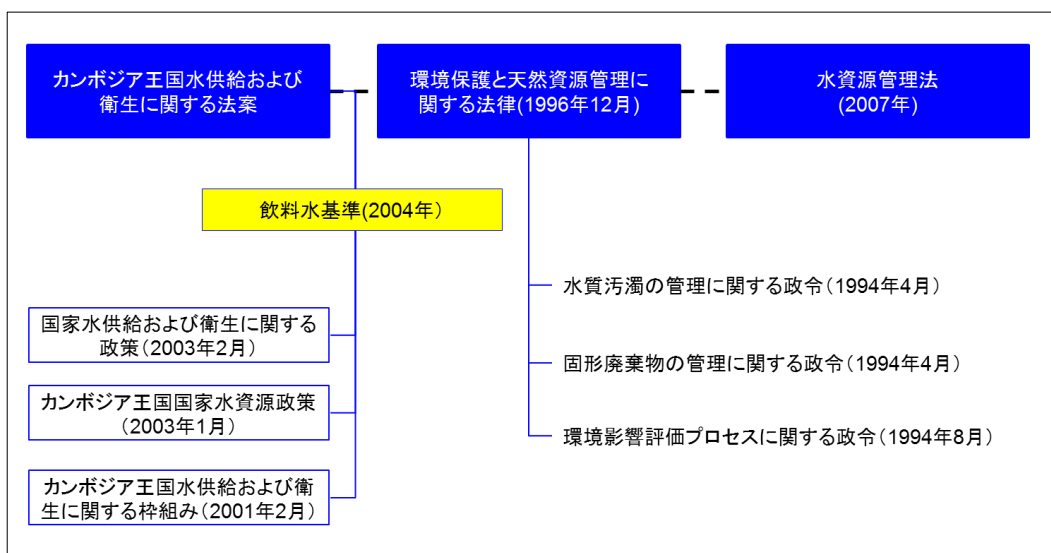 カンボジア王国水供給および
衛生に関する法案
環境保護と天然資源管理に
関する法律(1996年12月)
水資源管理法
(2007年)
飲料水基準(2004年）
水質汚濁の管理に関する政令（1994年4月）
国家水供給および衛生に関する
政策（2003年2月）
固形廃棄物の管理に関する政令（1994年4月）
カンボジア王国国家水資源政策
（2003年1月）
環境影響評価プロセスに関する政令（1994年8月）
カンボジア王国水供給および衛
生に関する枠組み（2001年2月）